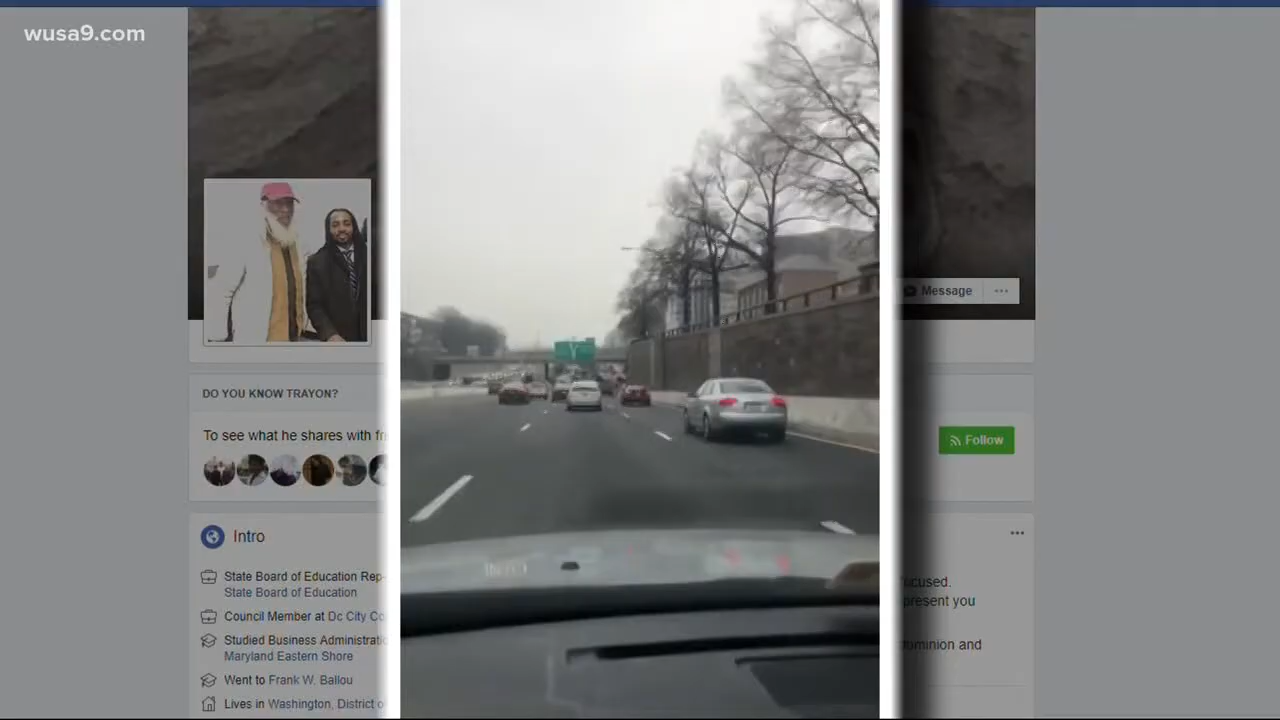 wusa9.com
Message
DO YOU KNOW TRAYON?
To see what he shares with fri
Follow
Intro
State Board of Education Rep
State Board of Education
Council Member at Dc City Co
Studied Business Administrati
Maryland Eastern Shore
Went to Frank W. Ballou
Lives in Washington, District o
ocused.
present you
ominion and